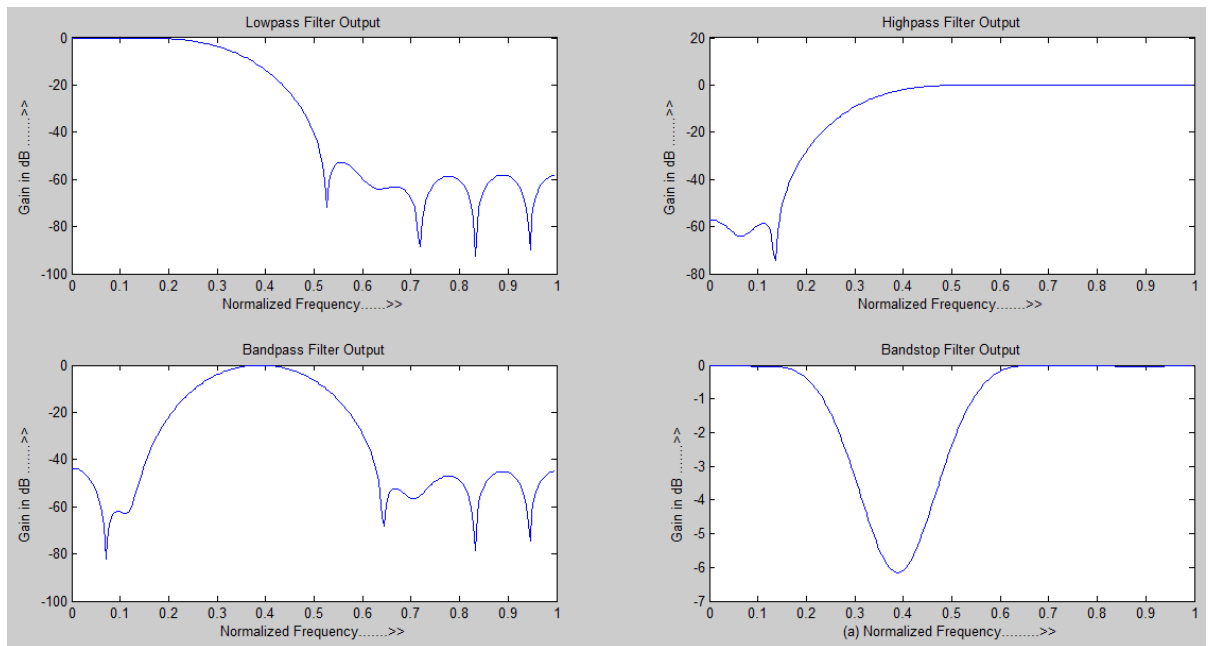 Lowpass Filter Output
0
-20
-40
-60
-80
-100
Gain in dB .......>>
0 0.1 0.2 0.3 0.4 0.5 0.6 0.7 0.8 0.9 1
Normalized Frequency......>>
Highpass Filter Output
20
0
-20
-40
-60
-80
Gain in dB .......>>
0 0.1 0.2 0.3 0.4 0.5 0.6 0.7 0.8 0.9 1
Normalized Frequency.......>>
Bandpass Filter Output
0
-20
-40
-60
-80
-100
Gain in dB .......>>
0 0.1 0.2 0.3 0.4 0.5 0.6 0.7 0.8 0.9 1
Normalized Frequency.......>>
Bandstop Filter Output
0
-1
-2
-3
-4
-5
-6
-7
Gain in dB .......>>
0 0.1 0.2 0.3 0.4 0.5 0.6 0.7 0.8 0.9 1
(a) Normalized Frequency.........>>